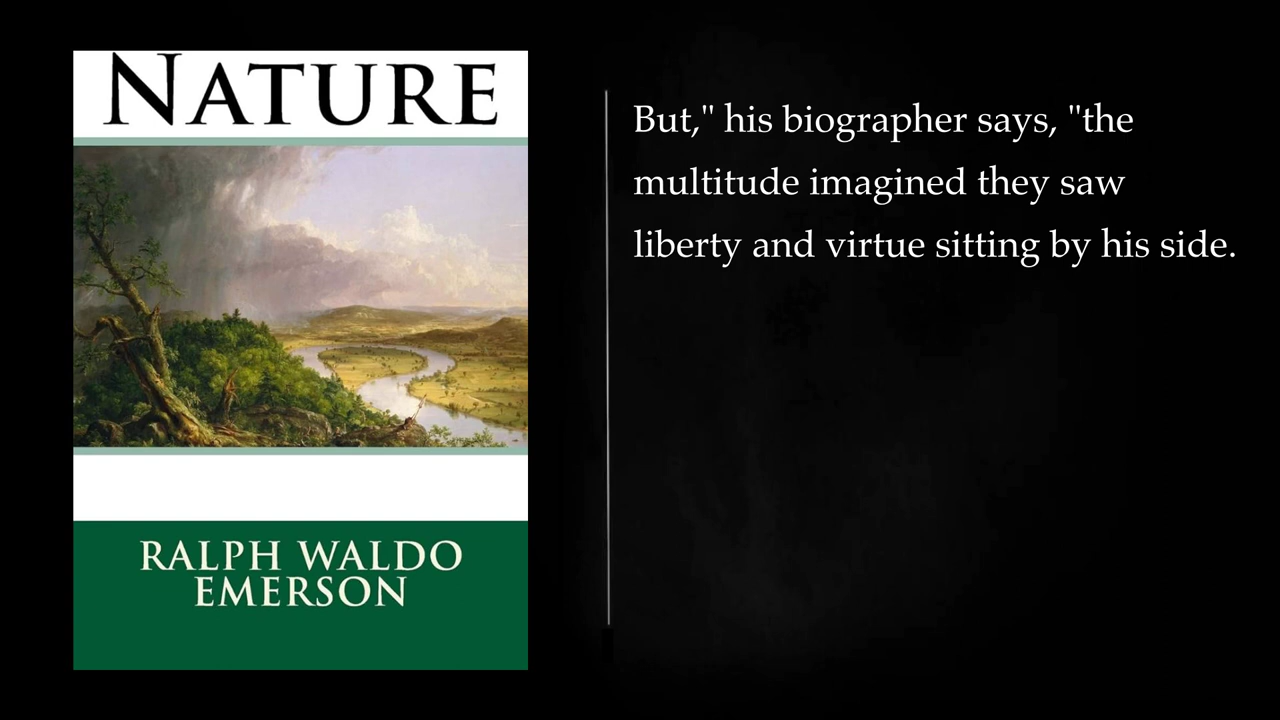 NATURE
RALPH WALDO
EMERSON
But," his biographer says, "the
multitude imagined they saw
liberty and virtue sitting by his side.